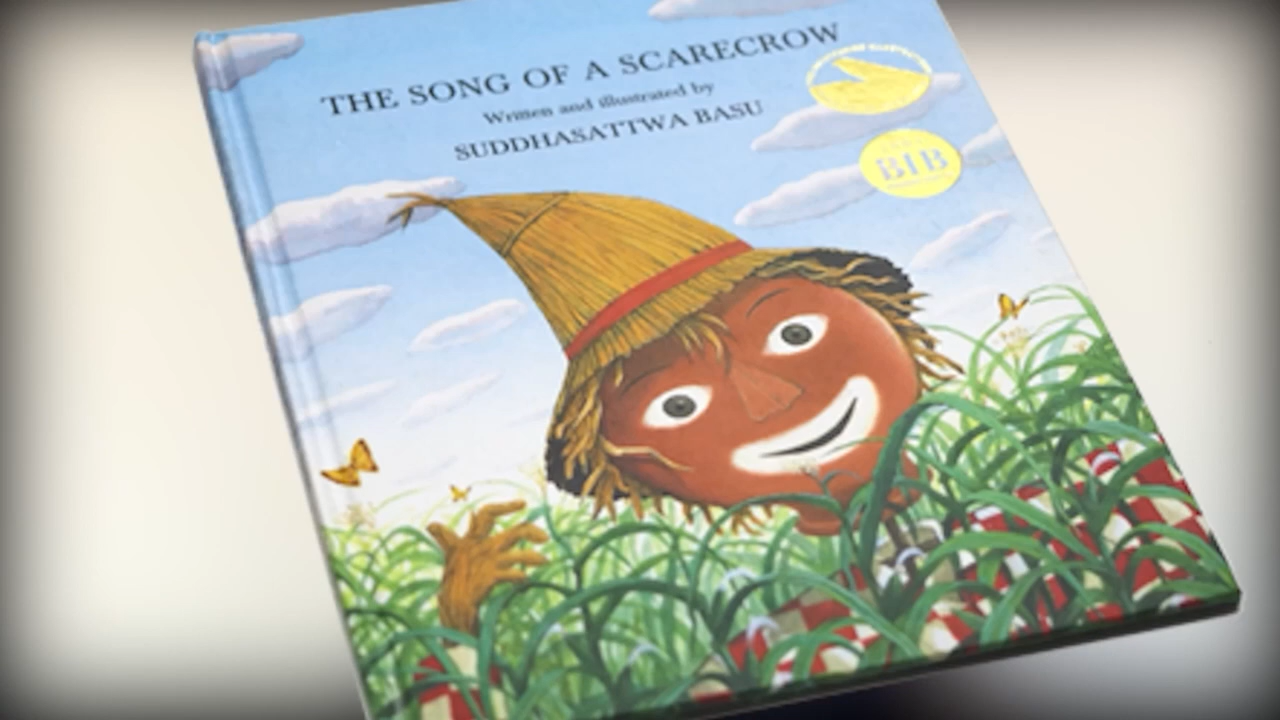 THE SONG OF A SCARECROW
Written and illustrated by
SUDDHASATTWA BASU
BIB